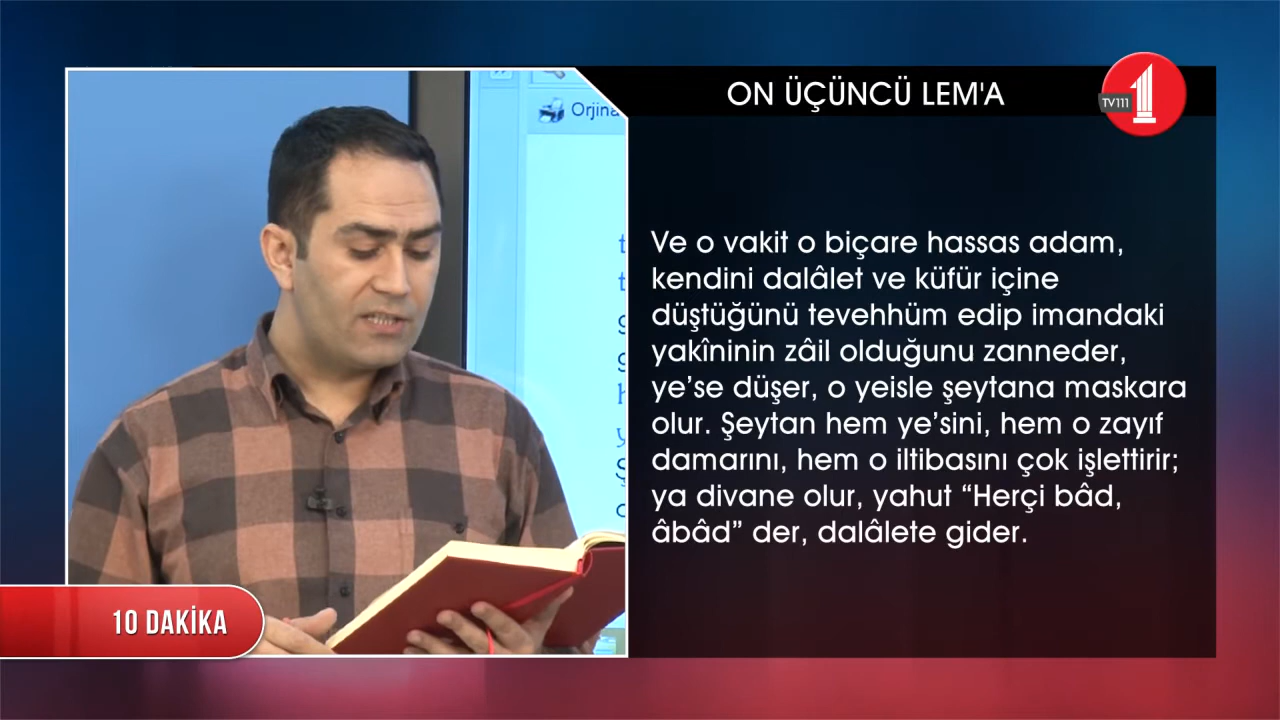 ON ÜÇÜNCÜ LEM'A
TV111
1
Orjina
Ve o vakit o biçare hassas adam,
kendini dalâlet ve küfür içine
düştüğünü tevehhüm edip imandaki
yakîninin zâil olduğunu zanneder,
ye’se düşer, o yeisle şeytana maskara
olur. Şeytan hem ye’sini, hem o zayıf
damarını, hem o iltibasını çok işlettirir;
ya divane olur, yahut “Herçi bâd,
âbâd” der, dalâlete gider.
10 DAKİKA